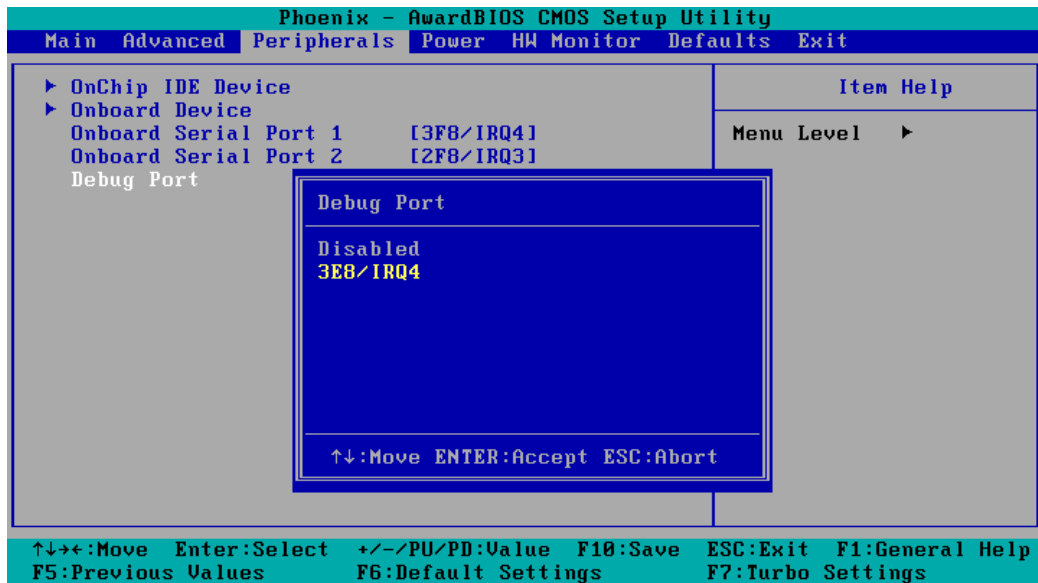 Phoenix - AwardBIOS CMOS Setup Utility
Main Advanced Peripherals Power HW Monitor Defaults Exit
▶ OnChip IDE Device
▶ Onboard Device
Onboard Serial Port 1 [3F8/IRQ4]
Onboard Serial Port 2 [2F8/IRQ3]
Debug Port
Debug Port
Disabled
3E8/IRQ4
↑↓:Move ENTER:Accept ESC:Abort
Item Help
Menu Level ▶
↑↓→←:Move Enter:Select +/-/PU/PD:Value F10:Save ESC:Exit F1:General Help
F5:Previous Values F6:Default Settings F7:Turbo Settings